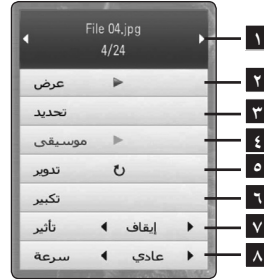 File 04.jpg
4/24
١
عرض
٢
تحديد
٣
موسيقى
٤
تدوير
٥
تكبير
٦
تأثير إيقاف
٧
سرعة عادي
٨